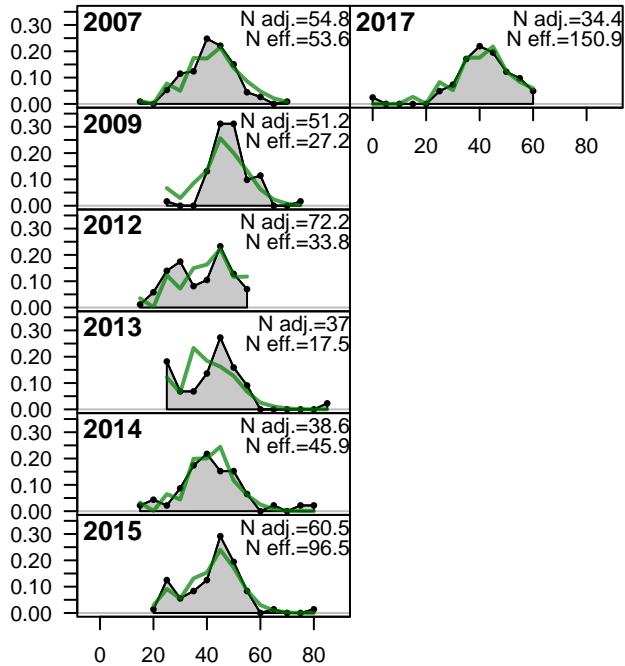 2007
N adj.=54.8
N eff.=53.6
0.30
0.20
0.10
0.00
2009
N adj.=51.2
N eff.=27.2
0.30
0.20
0.10
0.00
2012
N adj.=72.2
N eff.=33.8
0.30
0.20
0.10
0.00
2013
N adj.=37
N eff.=17.5
0.30
0.20
0.10
0.00
2014
N adj.=38.6
N eff.=45.9
0.30
0.20
0.10
0.00
2015
N adj.=60.5
N eff.=96.5
0.30
0.20
0.10
0.00
0 20 40 60 80
2017
N adj.=34.4
N eff.=150.9
0 20 40 60 80